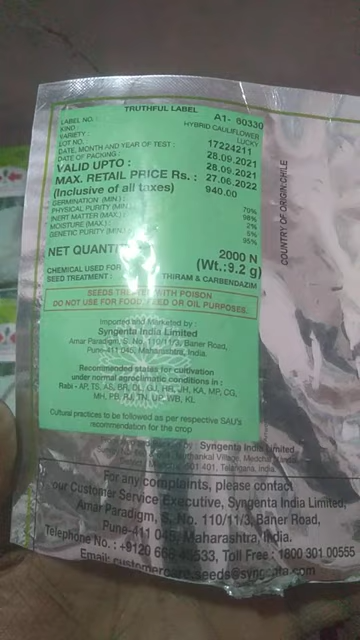 TRUTHFUL LABEL
LABEL NO. : A1- 60330
KIND HYBRID CAULIFLOWER
VARIETY : LUCKY
LOT NO. 17224211
DATE, MONTH AND YEAR OF TEST : 28.09.2021
DATE OF PACKING : 28.09.2021
VALID UPTO : 27.06.2022
MAX. RETAIL PRICE Rs. : 940.00
(Inclusive of all taxes)
GERMINATION (MIN) : 70%
PHYSICAL PURITY (MIN) 98%
INERT MATTER (MAX.) 2%
MOISTURE (MAX.) : 5%
GENETIC PURITY (MIN.) 95%
NET 2000 N
(Wt.:9.2 g)
CHEMICAL USED FOR
SEED TREATMENT : THIRAM & CARBENDAZIM
SEEDS WITH POISON
DO NOT USE FOR FOOD, OR OIL PURPOSES.
Imported and Marketed by :
Syngenta India Limited
Amar Paradigm, S. No. 110/11/3, Baner Road,
Pune-411 045, Maharashtra, India.
Recommended states for cultivation
under normal agroclimatic conditions in :
Rabi - AP, TS, AS, BR, DL, GJ, HR, JH, KA, MP, CG,
MH, PB, RJ, TN, UP, WB, KL
Cultural practices to be followed as per respective SAU's
recommendation for the crop
COUNTRY OF ORIGIN:CHILE
by : Syngenta India Limited
Village,
501 401, Telangana, India.
For any complaints, please contact
our Customer Service Executive, Syngenta India Limited,
Amar Paradigm, S. No. 110/11/3, Baner Road,
Pune-411 045, Maharashtra, India.
Telephone No. : +9120 Toll Free : 1800 301 00555
Email: customercare.seeds@syngenta.com